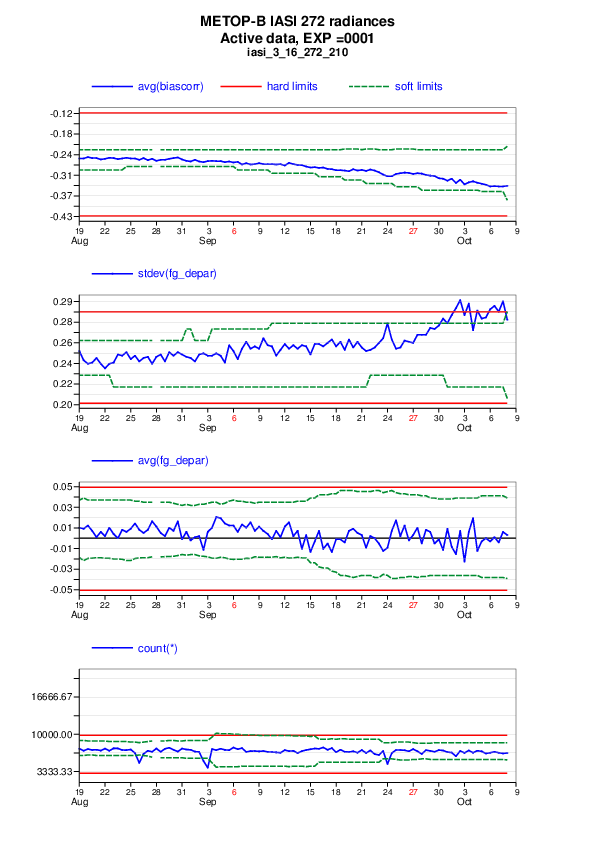 METOP-B IASI 272 radiances
Active data, EXP =0001
iasi_3_16_272_210
avg(biascorr) hard limits soft limits
-0.12
-0.18
-0.24
-0.31
-0.37
-0.43
19 22 25 28 31 3 6 9 12 15 18 21 24 27 30 3 6 9
Aug Sep Oct
stdev(fg_depar)
0.29
0.28
0.26
0.24
0.22
0.20
19 22 25 28 31 3 6 9 12 15 18 21 24 27 30 3 6 9
Aug Sep Oct
avg(fg_depar)
0.05
0.03
0.01
-0.01
-0.03
-0.05
19 22 25 28 31 3 6 9 12 15 18 21 24 27 30 3 6 9
Aug Sep Oct
count(*)
16666.67
10000.00
3333.33
19 22 25 28 31 3 6 9 12 15 18 21 24 27 30 3 6 9
Aug Sep Oct